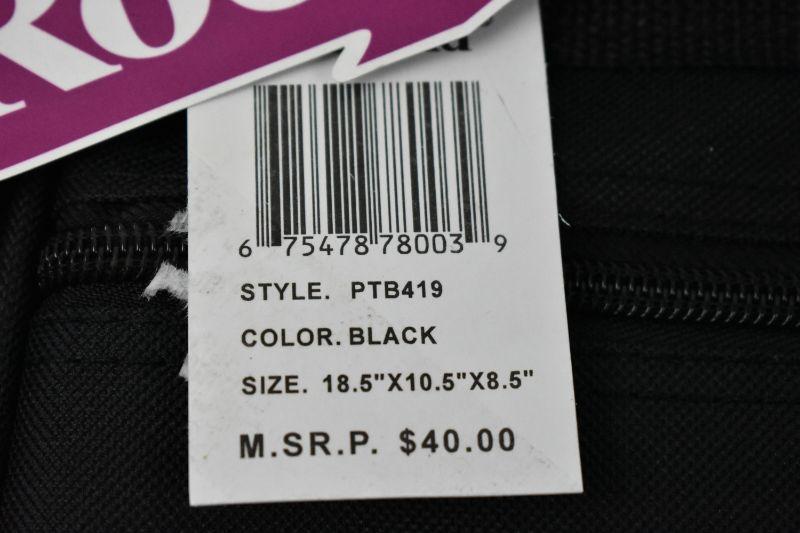 6 75478 78003 9
STYLE. PTB419
COLOR. BLACK
SIZE. 18.5"X10.5"X8.5"
M.SR.P. $40.00